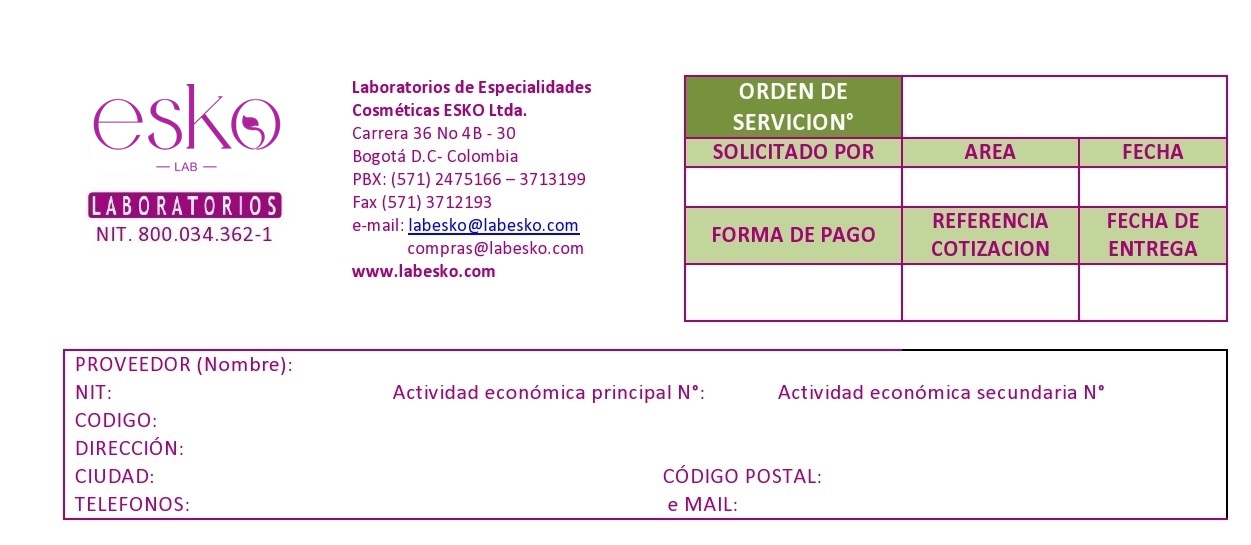 esko
LAB
LABORATORIOS
NIT. 800.034.362-1
Laboratorios de Especialidades
Cosméticas ESKO Ltda.
Carrera 36 No 4B - 30
Bogotá D.C- Colombia
PBX: (571) 2475166 – 3713199
Fax (571) 3712193
e-mail: labesko@labesko.com
compras@labesko.com
www.labesko.com
ORDEN DE
SERVICION°
SOLICITADO POR AREA FECHA
FORMA DE PAGO REFERENCIA COTIZACION FECHA DE ENTREGA
PROVEEDOR (Nombre):
NIT: Actividad económica principal N°: Actividad económica secundaria N°
CODIGO:
DIRECCIÓN:
CIUDAD: CÓDIGO POSTAL:
TELEFONOS: e MAIL: